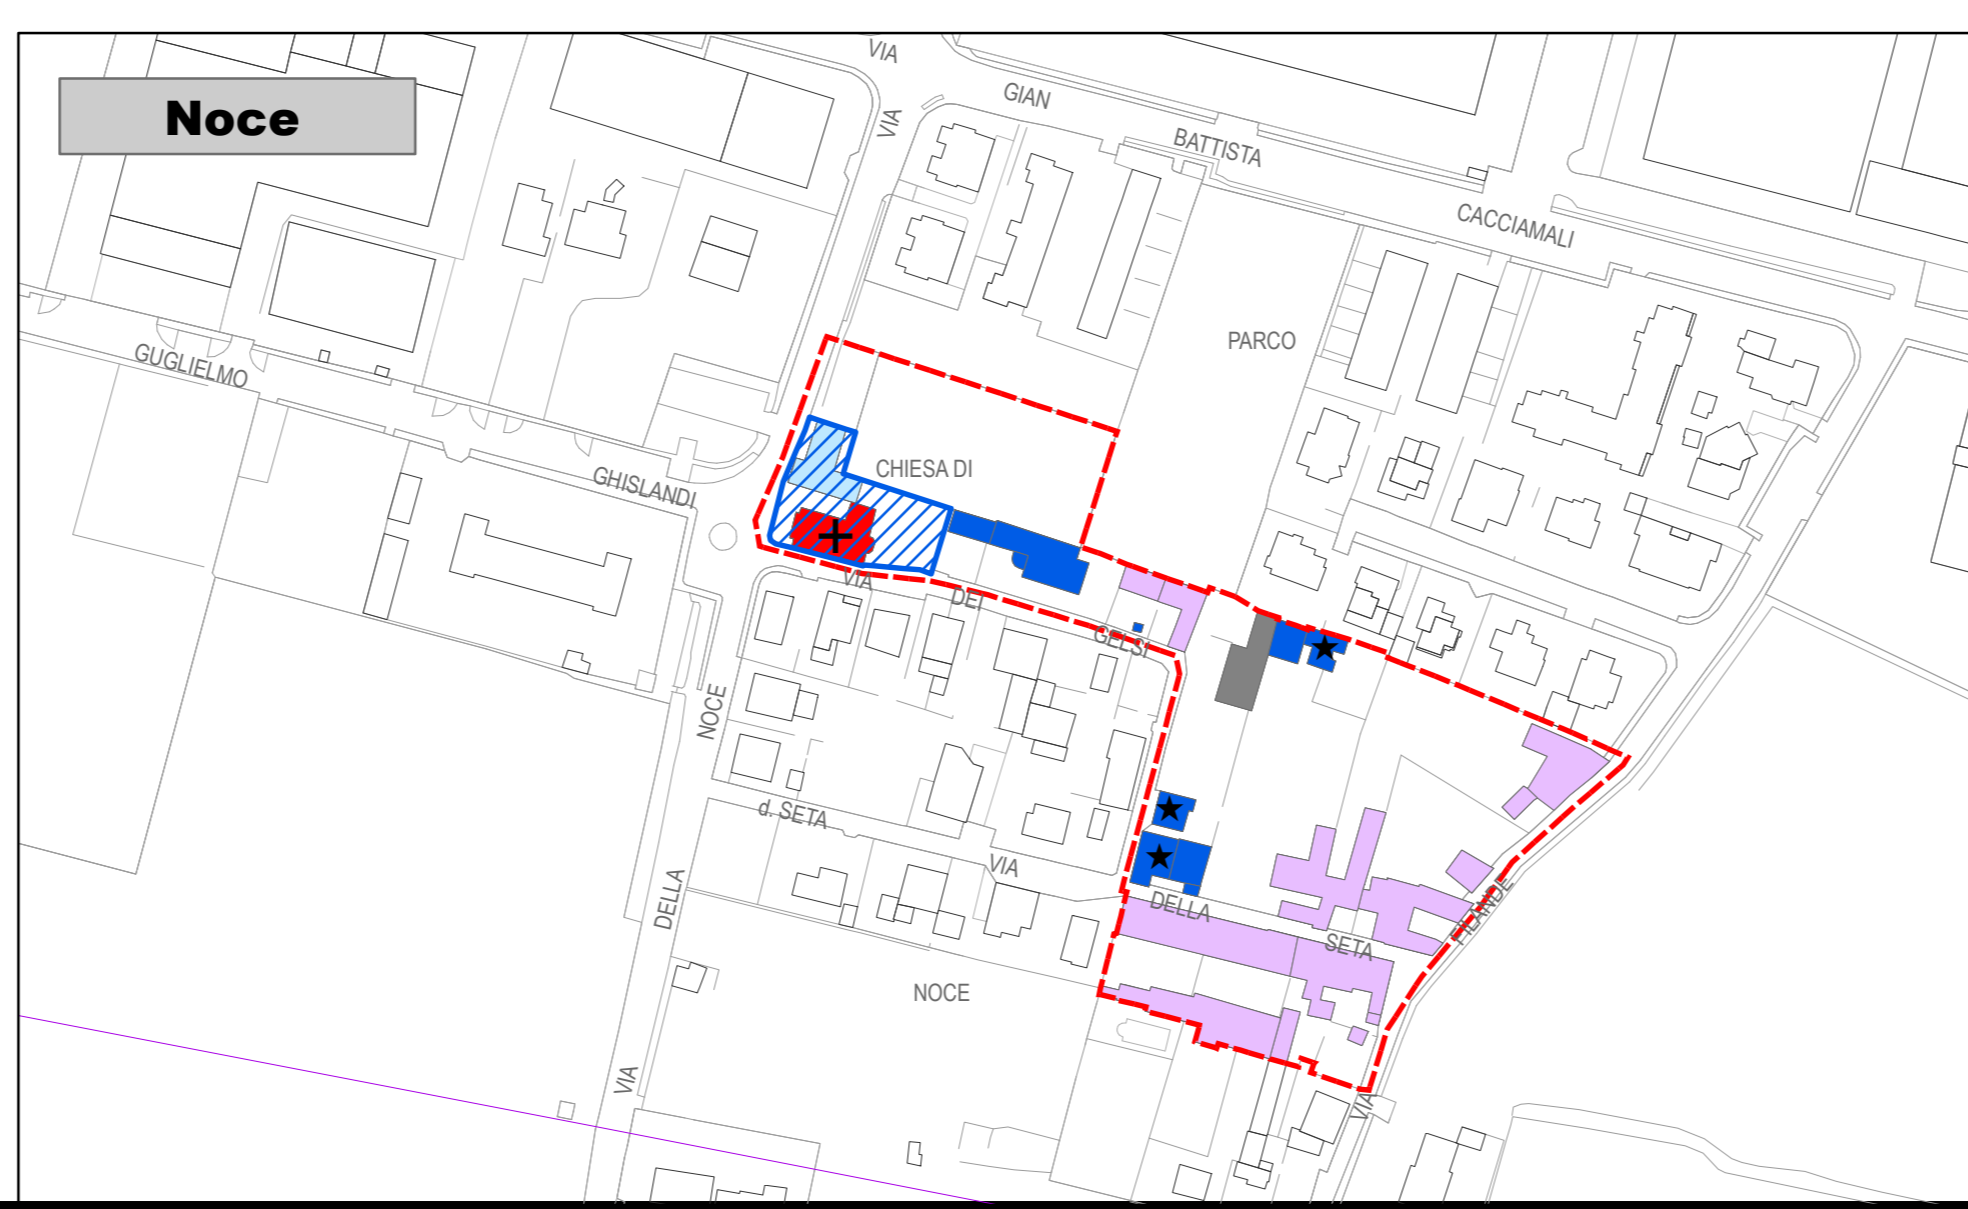 Noce
VIA
GIAN
BATTISTA
CACCIAMALI
VIA
PARCO
GUGLIELMO
GHISLANDI
CHIESA DI
VIA
DEI
GELSI
NOCE
d. SETA
VIA
DELLA
SETA
FILANDE
DELLA
NOCE
VIA
VIA